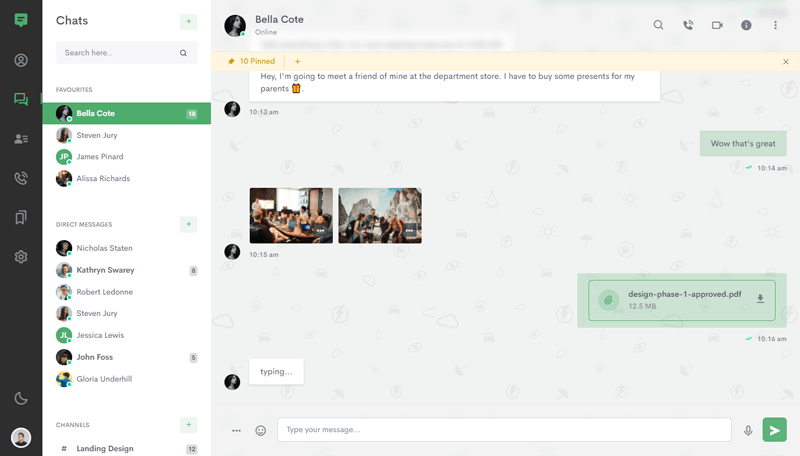 Chats
+
Search here..
FAVOURITES
Bella Cote 18
Steven Jury
JP James Pinard
Alissa Richards
DIRECT MESSAGES +
Nicholas Staten
Kathryn Swarey 8
Robert Ledonne
Steven Jury
JL Jessica Lewis
John Foss 5
Gloria Underhill
CHANNELS +
# Landing Design 12
Bella Cote
Online
10 Pinned +
Hey, I'm going to meet a friend of mine at the department store. I have to buy some presents for my
parents 🎁.
10:13 am
Wow that's great
10:14 am
10:15 am
design-phase-1-approved.pdf
12.5 MB
10:16 am
typing...
Type your message...